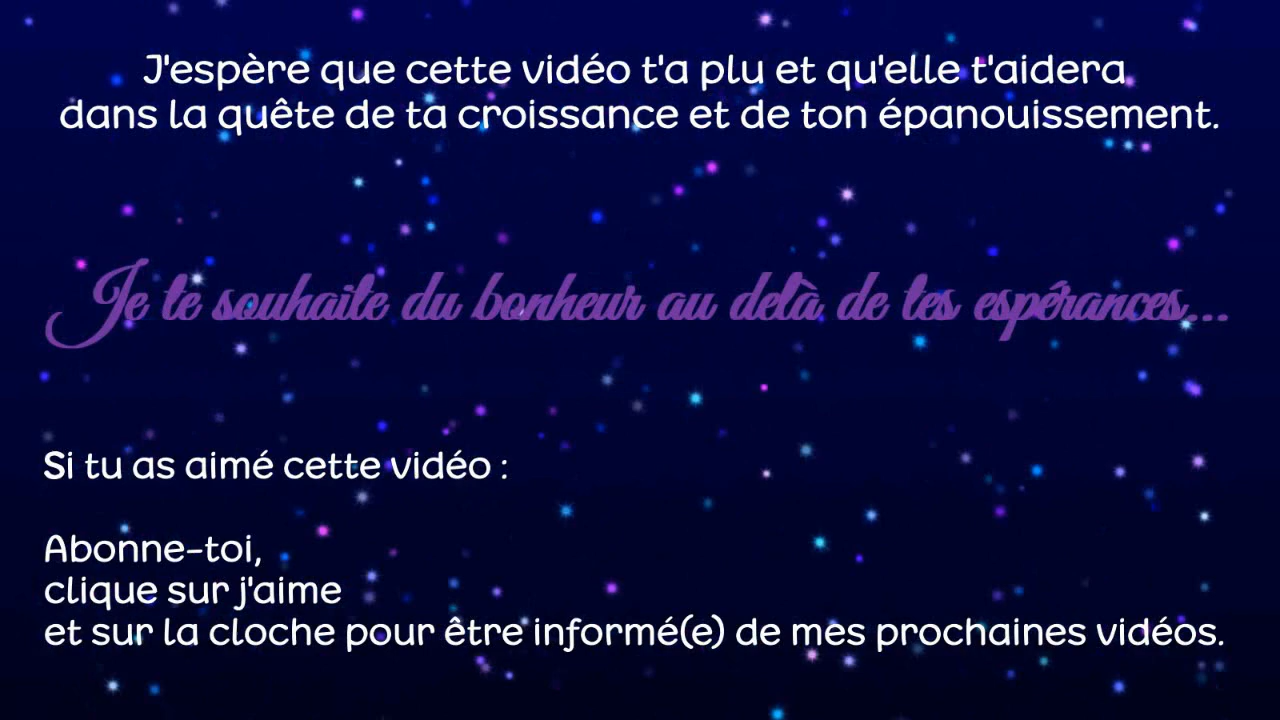 J'espère que cette vidéo t'a plu et qu'elle t'aidera
dans la quête de ta croissance et de ton épanouissement.
Je te souhaite du bonheur au delà de tes espérances...
Si tu as aimé cette vidéo :
Abonne-toi,
clique sur j'aime
et sur la cloche pour être informé(e) de mes prochaines vidéos.